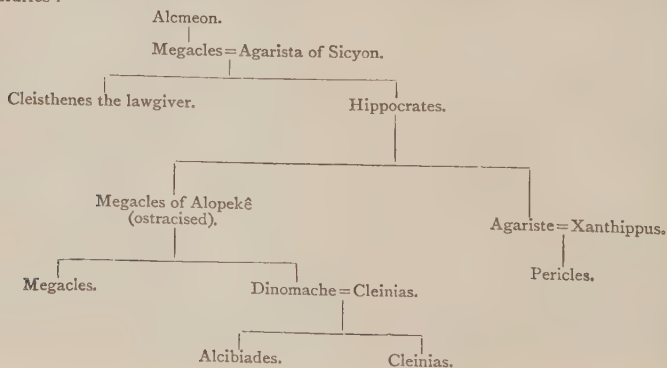 Alcmeon.
Megacles=Agarista of Sicyon.
Cleisthenes the lawgiver.
Hippocrates.
Megacles of Alopekê
(ostracised).
Agariste=Xanthippus.
Megacles.
Dinomache=Cleinias.
Pericles.
Alcibiades.
Cleinias.